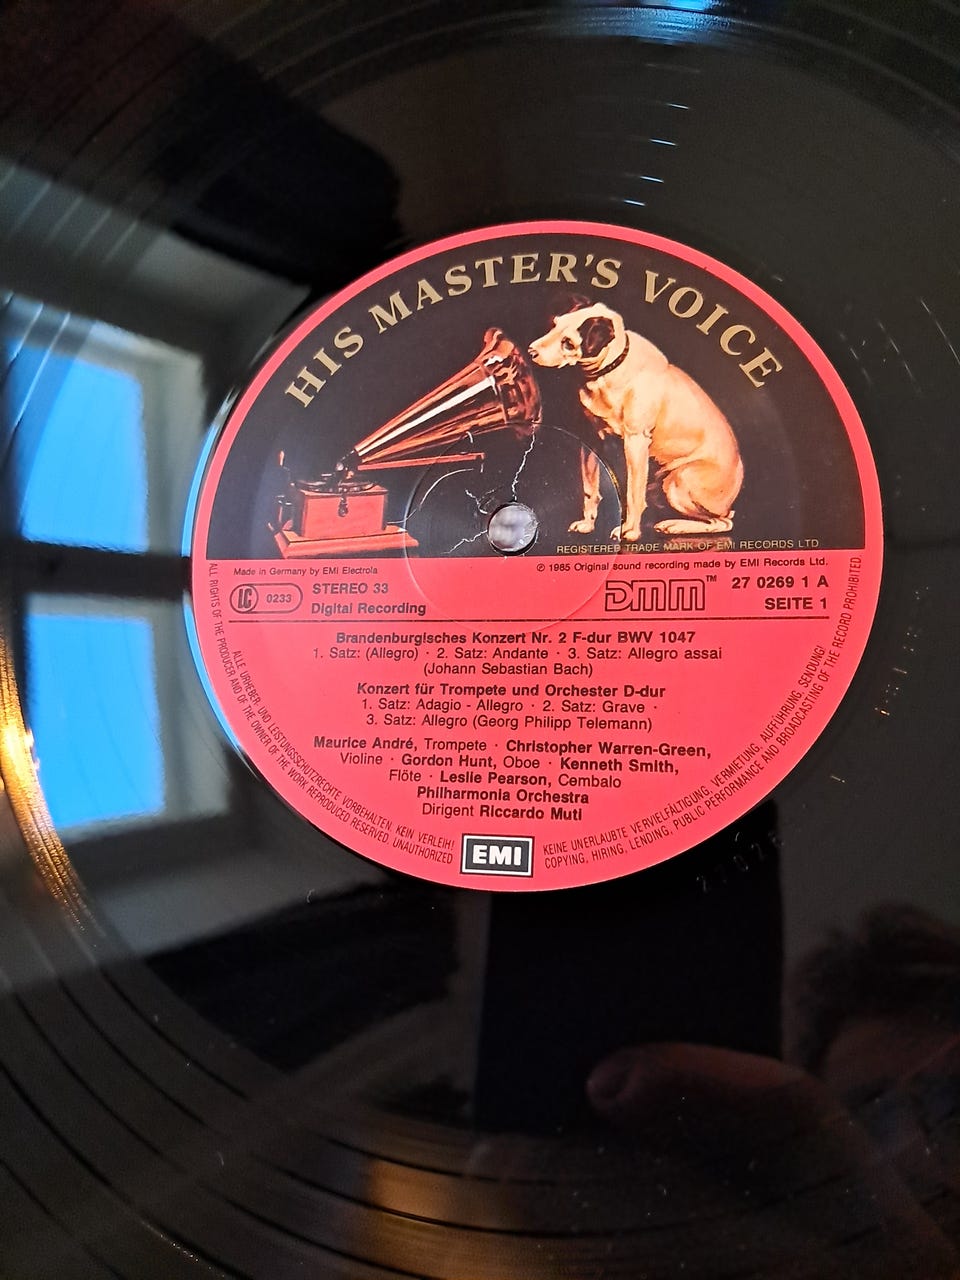 HIS MASTER'S VOICE
REGISTERED TRADE MARK OF EMI RECORDS LTD
Made in Germany by EMI Electrola
℗ 1985 Original sound recording made by EMI Records Ltd.
LC 0233
STEREO 33
Digital Recording
DMM™
27 0269 1 A
SEITE 1
Brandenburgisches Konzert Nr. 2 F-dur BWV 1047
1. Satz: (Allegro) · 2. Satz: Andante · 3. Satz: Allegro assai
(Johann Sebastian Bach)
Konzert für Trompete und Orchester D-dur
1. Satz: Adagio - Allegro · 2. Satz: Grave ·
3. Satz: Allegro (Georg Philipp Telemann)
Maurice André, Trompete · Christopher Warren-Green,
Violine · Gordon Hunt, Oboe · Kenneth Smith,
Flöte · Leslie Pearson, Cembalo
Philharmonia Orchestra
Dirigent Riccardo Muti
EMI
ALLE URHEBER- UND LEISTUNGSSCHUTZRECHTE VORBEHALTEN. KEIN VERLEIH! KEINE UNERLAUBTE VERVIELFÄLTIGUNG, VERMIETUNG, AUFFÜHRUNG, SENDUNG!
ALL RIGHTS OF THE PRODUCER AND OF THE OWNER OF THE WORK REPRODUCED RESERVED. UNAUTHORIZED COPYING, HIRING, LENDING, PUBLIC PERFORMANCE AND BROADCASTING OF THE RECORD PROHIBITED